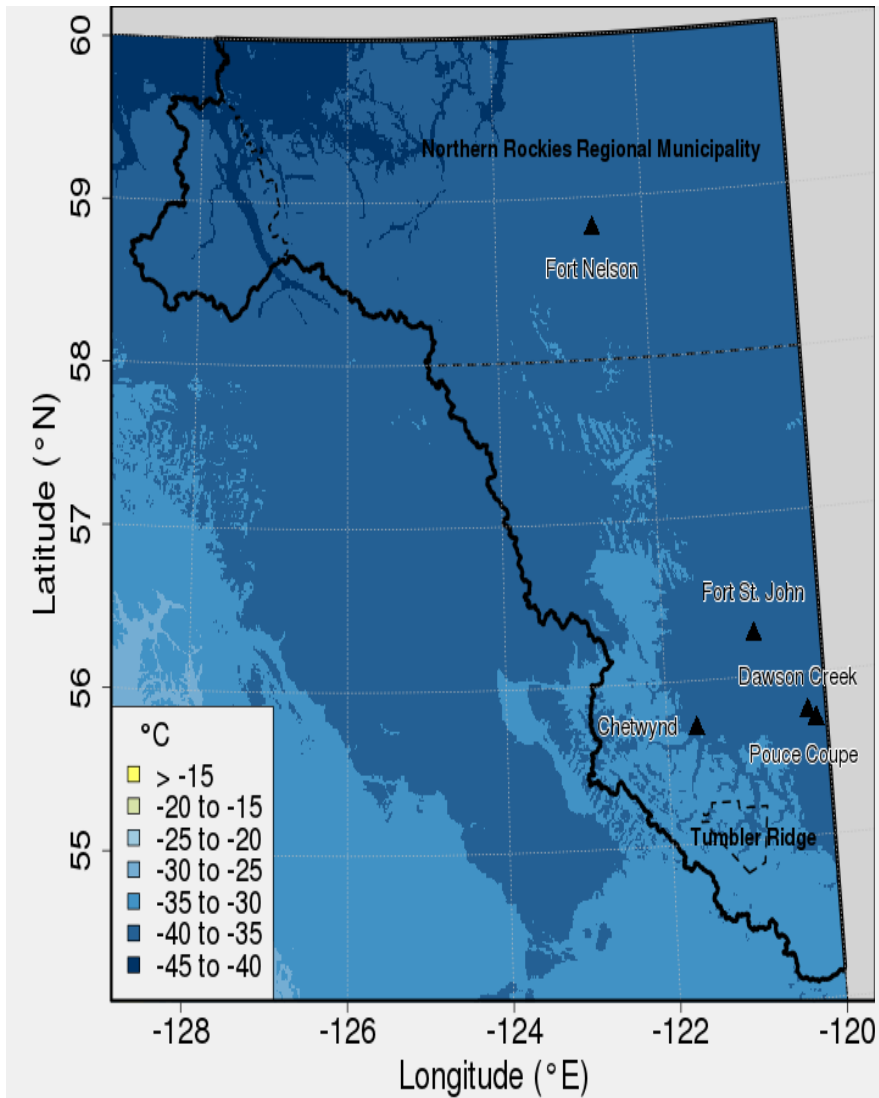 60
59
58
57
56
55
Latitude (°N)
Northern Rockies Regional Municipality
Fort Nelson
Fort St. John
Dawson Creek
Chetwynd
Pouce Coupe
Tumbler Ridge
°C
> -15
-20 to -15
-25 to -20
-30 to -25
-35 to -30
-40 to -35
-45 to -40
-128
-126
-124
-122
-120
Longitude (°E)